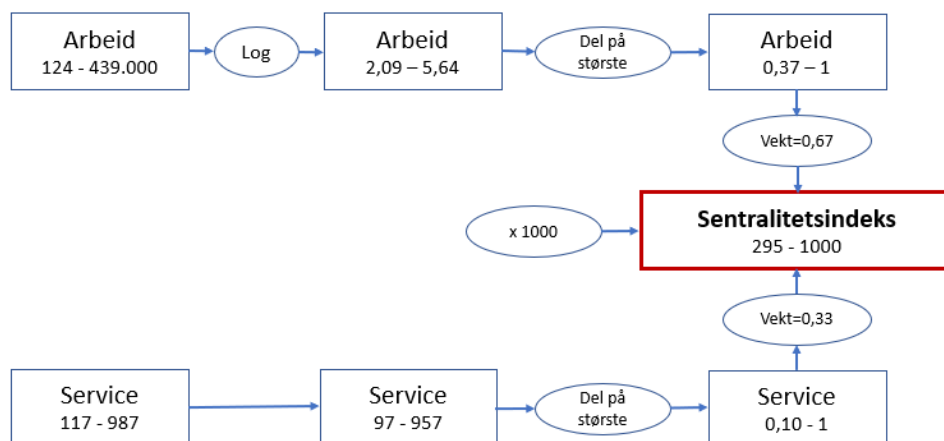 Arbeid
124 - 439.000
Log
Arbeid
2,09 – 5,64
Del på
største
Arbeid
0,37 – 1
Vekt=0,67
x 1000
Sentralitetsindeks
295 - 1000
Vekt=0,33
Service
117 - 987
Service
97 - 957
Del på
største
Service
0,10 - 1